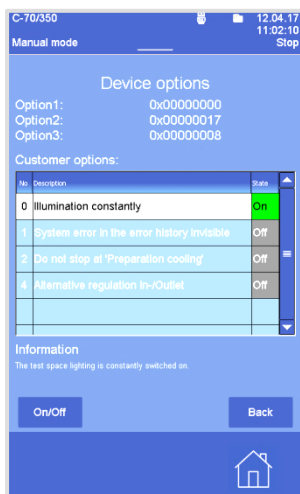 C-70/350 12.04.17
11:02:10
Manual mode Stop
Device options
Option1: 0x00000000
Option2: 0x00000017
Option3: 0x00000008
Customer options:
No. Description State
0 Illumination constantly On
1 System error in the error history invisible Off
2 Do not stop at 'Preparation cooling' Off
4 Alternative regulation In-/Outlet Off
Information
The test space lighting is constantly switched on.
On/Off Back